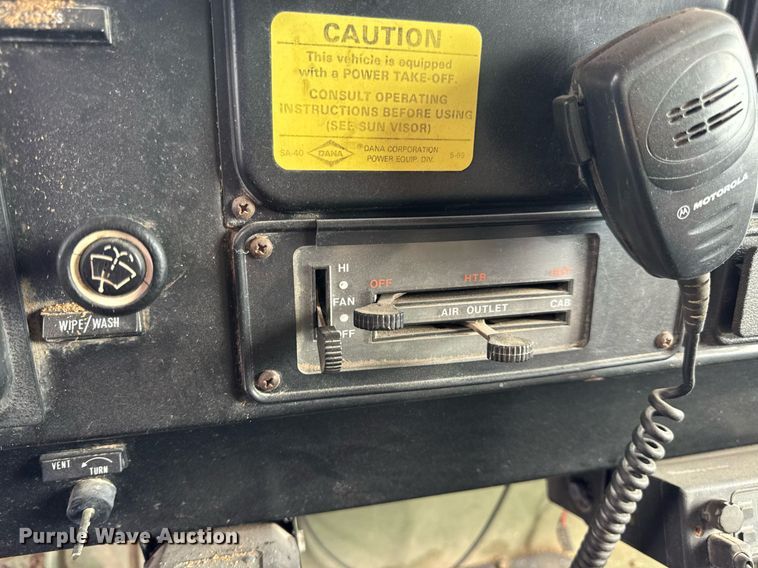 CAUTION
This vehicle is equipped
with a POWER TAKE-OFF.
CONSULT OPERATING
INSTRUCTIONS BEFORE USING
(SEE SUN VISOR)
SA-40 DANA DANA CORPORATION
POWER EQUIP. DIV.
MOTOROLA
HI
OFF HTR
FAN
AIR OUTLET CAB
OFF
WIPE/WASH
VENT TURN
Purple Wave Auction